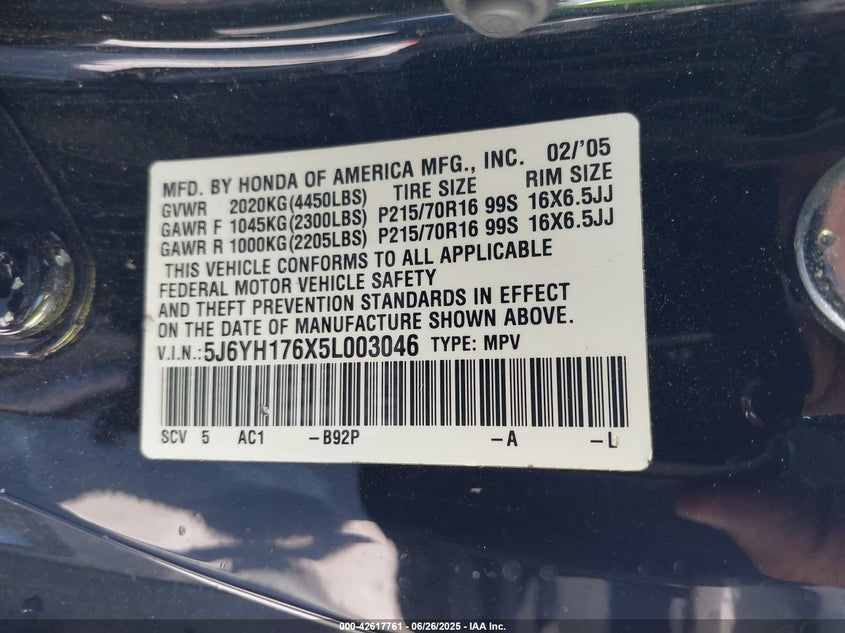 MFD. BY HONDA OF AMERICA MFG., INC. 02/'05
GVWR 2020KG(4450LBS) TIRE SIZE RIM SIZE
GAWR F 1045KG(2300LBS) P215/70R16 99S 16X6.5JJ
GAWR R 1000KG(2205LBS) P215/70R16 99S 16X6.5JJ
THIS VEHICLE CONFORMS TO ALL APPLICABLE
FEDERAL MOTOR VEHICLE SAFETY
AND THEFT PREVENTION STANDARDS IN EFFECT
ON THE DATE OF MANUFACTURE SHOWN ABOVE.
V.I.N.: 5J6YH176X5L003046 TYPE: MPV
SCV 5 AC1 -B92P -A -L
000-42617761 - 06/26/2025 - IAA Inc.